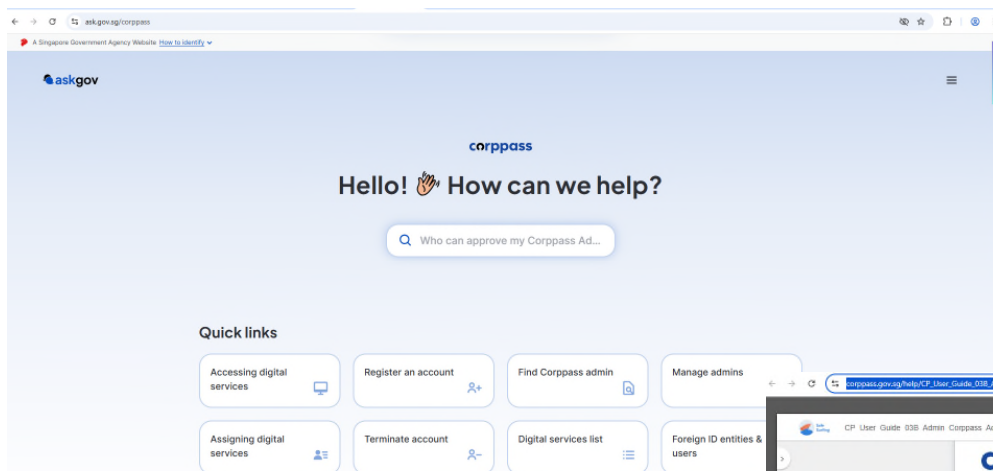 ask.gov.sg/corppass
A Singapore Government Agency Website How to identify
askgov
corppass
Hello! 👋 How can we help?
Who can approve my Corppass Ad...
Quick links
Accessing digital
services
Register an account
Find Corppass admin
Manage admins
corppass.gov.sg/help/CP_User_Guide_03B_
CP User Guide 03B Admin Corppass
Assigning digital
services
Terminate account
Digital services list
Foreign ID entities &
users